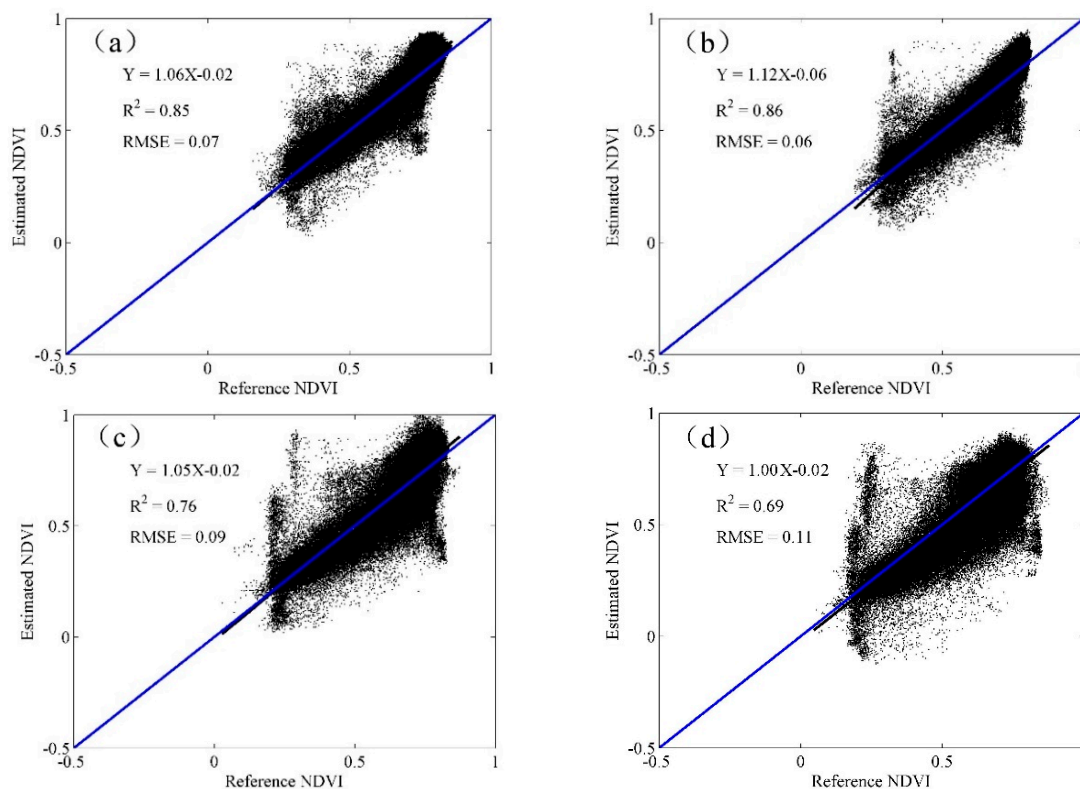 （a）
Y = 1.06X-0.02
R² = 0.85
RMSE = 0.07
Estimated NDVI
1
0.5
0
-0.5
-0.5 0 0.5 1
Reference NDVI
（b）
Y = 1.12X-0.06
R² = 0.86
RMSE = 0.06
Estimated NDVI
1
0.5
0
-0.5
-0.5 0 0.5 1
Reference NDVI
（c）
Y = 1.05X-0.02
R² = 0.76
RMSE = 0.09
Estimated NDVI
1
0.5
0
-0.5
-0.5 0 0.5 1
Reference NDVI
（d）
Y = 1.00X-0.02
R² = 0.69
RMSE = 0.11
Estimated NDVI
1
0.5
0
-0.5
-0.5 0 0.5 1
Reference NDVI